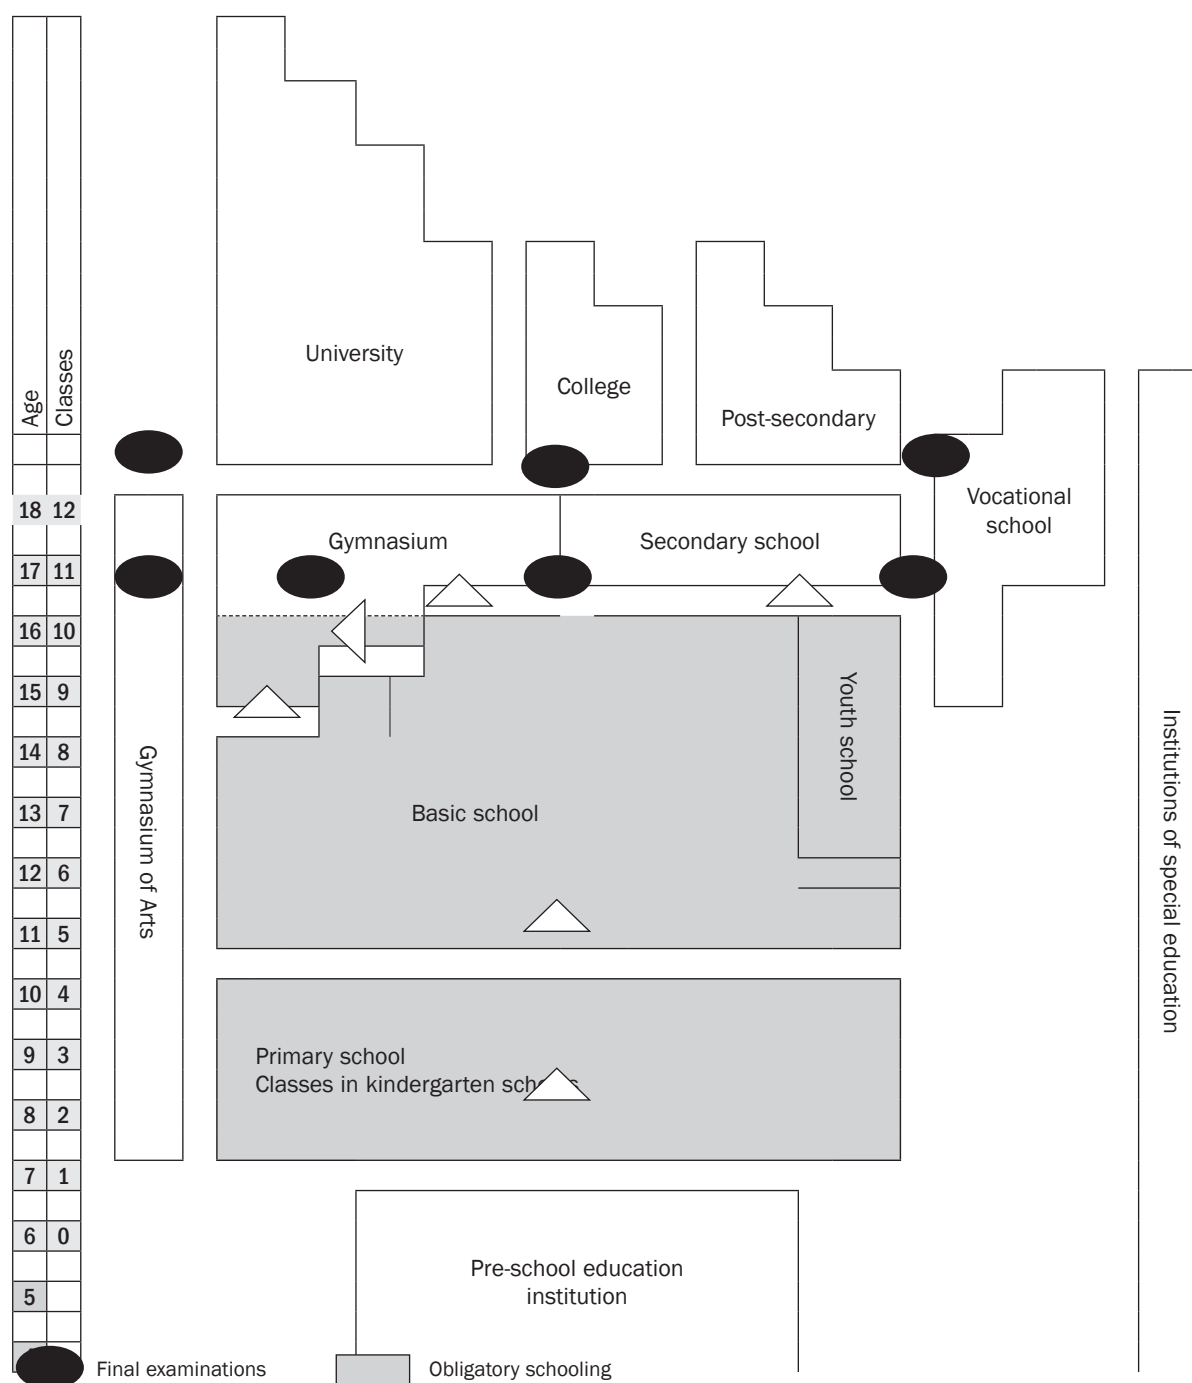 Age
Classes
University
College
Post-secondary
Vocational
school
18 12
Gymnasium
Secondary school
17 11
16 10
15 9
Youth school
14 8
Gymnasium of Arts
13 7
Basic school
Institutions of special education
12 6
11 5
10 4
9 3
Primary school
Classes in kindergarten
8 2
7 1
6 0
Pre-school education
institution
5
Final examinations
Obligatory schooling